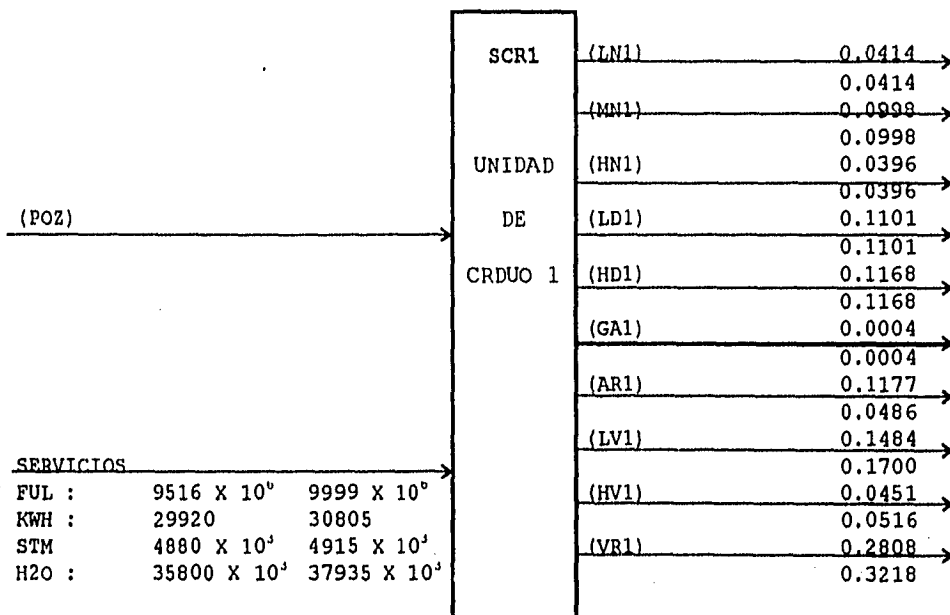 SCR1 (LN1) 0.0414
0.0414
(MN1) 0.0998
0.0998
UNIDAD (HN1) 0.0396
0.0396
(POZ) DE (LD1) 0.1101
0.1101
CRDUO 1 (HD1) 0.1168
0.1168
(GA1) 0.0004
0.0004
(AR1) 0.1177
0.0486
(LV1) 0.1484
SERVICIOS 0.1700
FUL : 9516 X 10⁶ 9999 X 10⁶ (HV1) 0.0451
KWH : 29920 30805 0.0516
STM 4880 X 10³ 4915 X 10³ (VR1) 0.2808
H2O : 35800 X 10³ 37935 X 10³ 0.3218